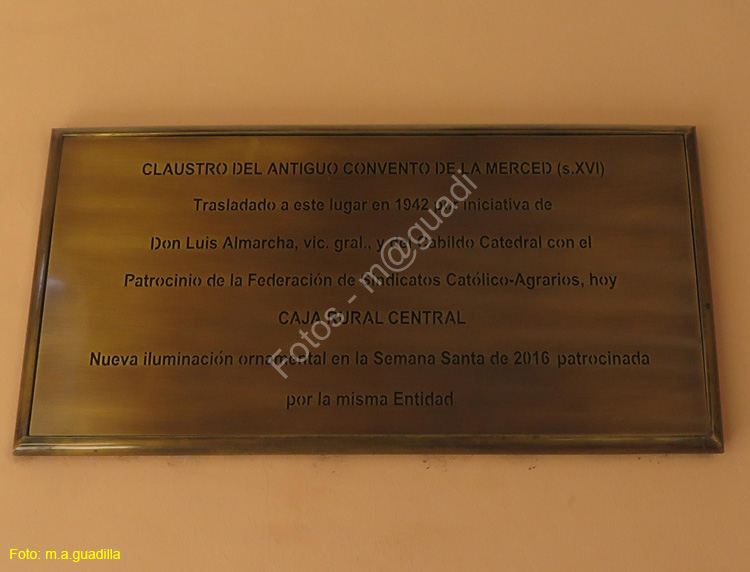 CLAUSTRO DEL ANTIGUO CONVENTO DE LA MERCED (s.XVI)
Trasladado a este lugar en 1942 por iniciativa de
Don Luis Almarcha, vic. gral., y del Cabildo Catedral con el
Patrocinio de la Federación de Sindicatos Católico-Agrarios, hoy
CAJA RURAL CENTRAL
Nueva iluminación ornamental en la Semana Santa de 2016 patrocinada
por la misma Entidad
Fotos - m@guadi
Foto: m.a.guadilla